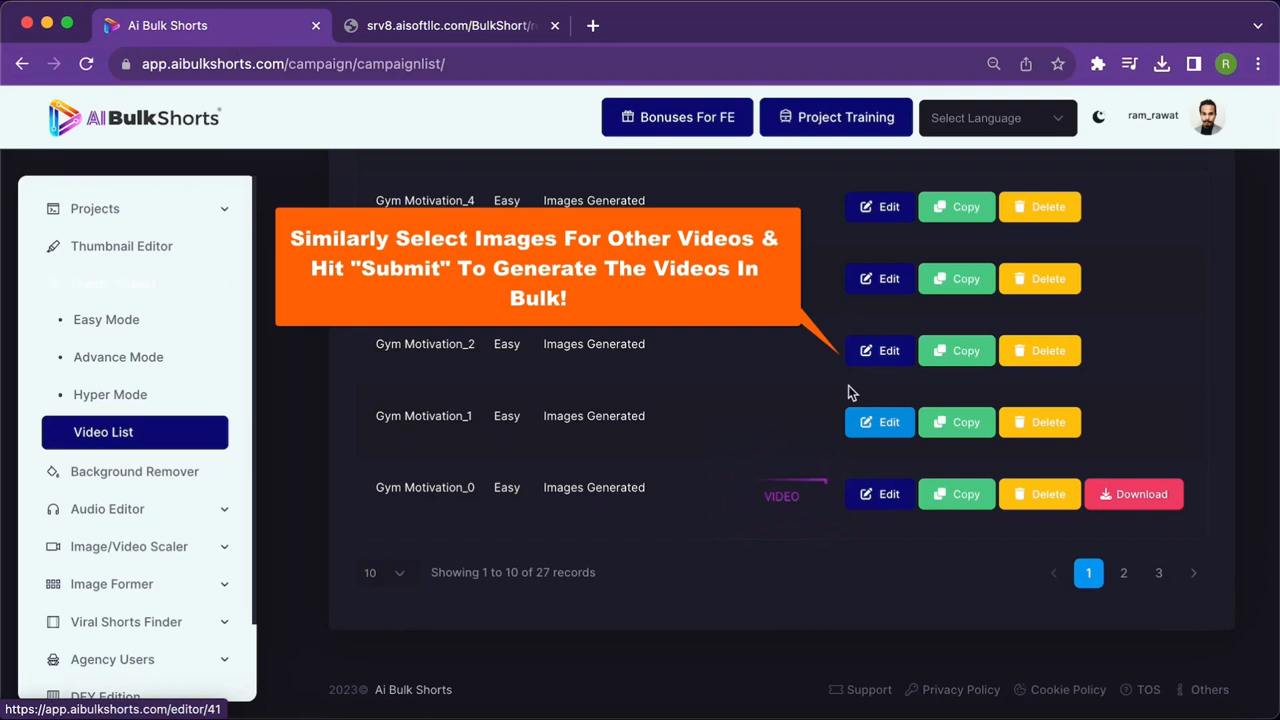 Ai Bulk Shorts
srv8.aisoftllc.com/BulkShort/r
app.aibulkshorts.com/campaign/campaignlist/
R
AIBulkShorts
Bonuses For FE
Project Training
Select Language
ram_rawat
Projects
Thumbnail Editor
Easy Mode
Advance Mode
Hyper Mode
Video List
Background Remover
Audio Editor
Image/Video Scaler
Image Former
Viral Shorts Finder
Agency Users
DFY Edition
Gym Motivation_4 Easy Images Generated Edit Copy Delete
Similarly Select Images For Other Videos &
Hit "Submit" To Generate The Videos In
Bulk!
Edit Copy Delete
Gym Motivation_2 Easy Images Generated Edit Copy Delete
Gym Motivation_1 Easy Images Generated Edit Copy Delete
Gym Motivation_0 Easy Images Generated VIDEO Edit Copy Delete Download
10 Showing 1 to 10 of 27 records 1 2 3
2023© Ai Bulk Shorts Support Privacy Policy Cookie Policy TOS Others
https://app.aibulkshorts.com/editor/41